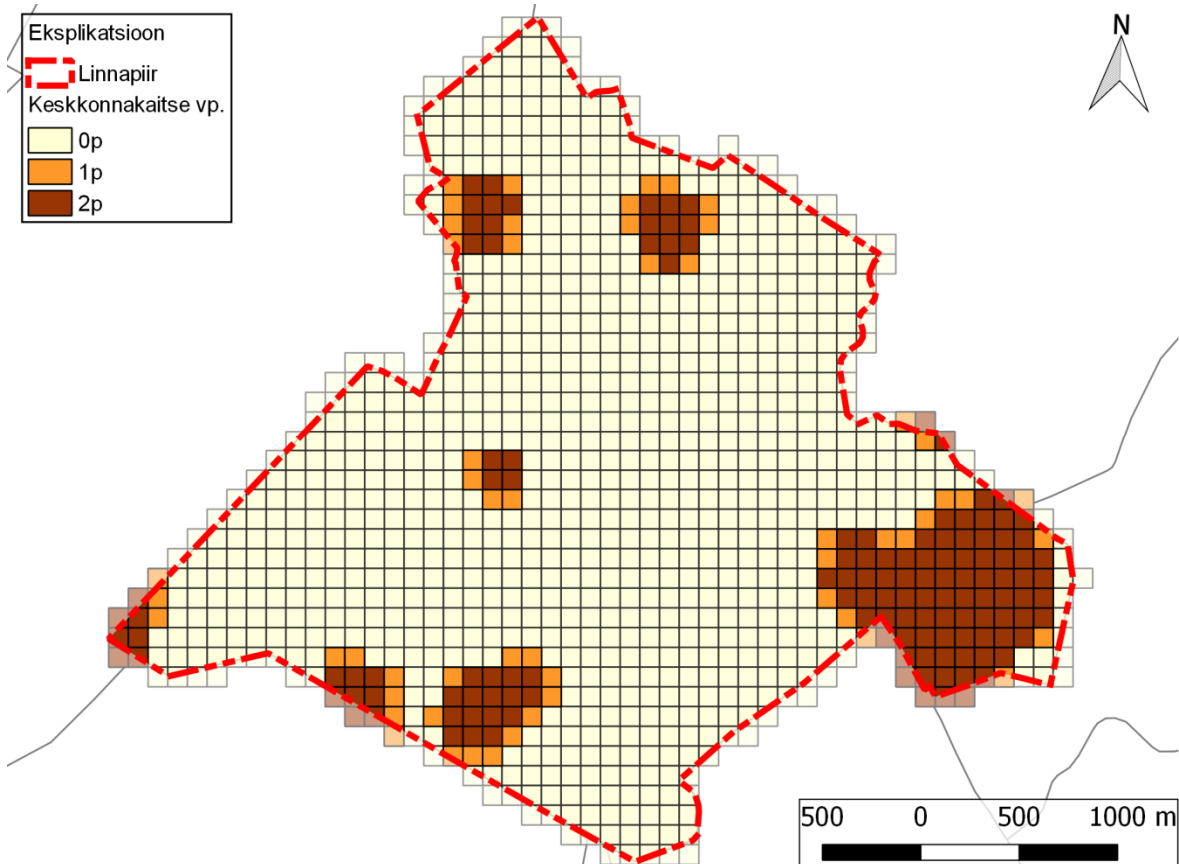 Eksplikatsioon
Linnapiir
Keskkonnakaitse vp.
0p
1p
2p
N
500 0 500 1000 m